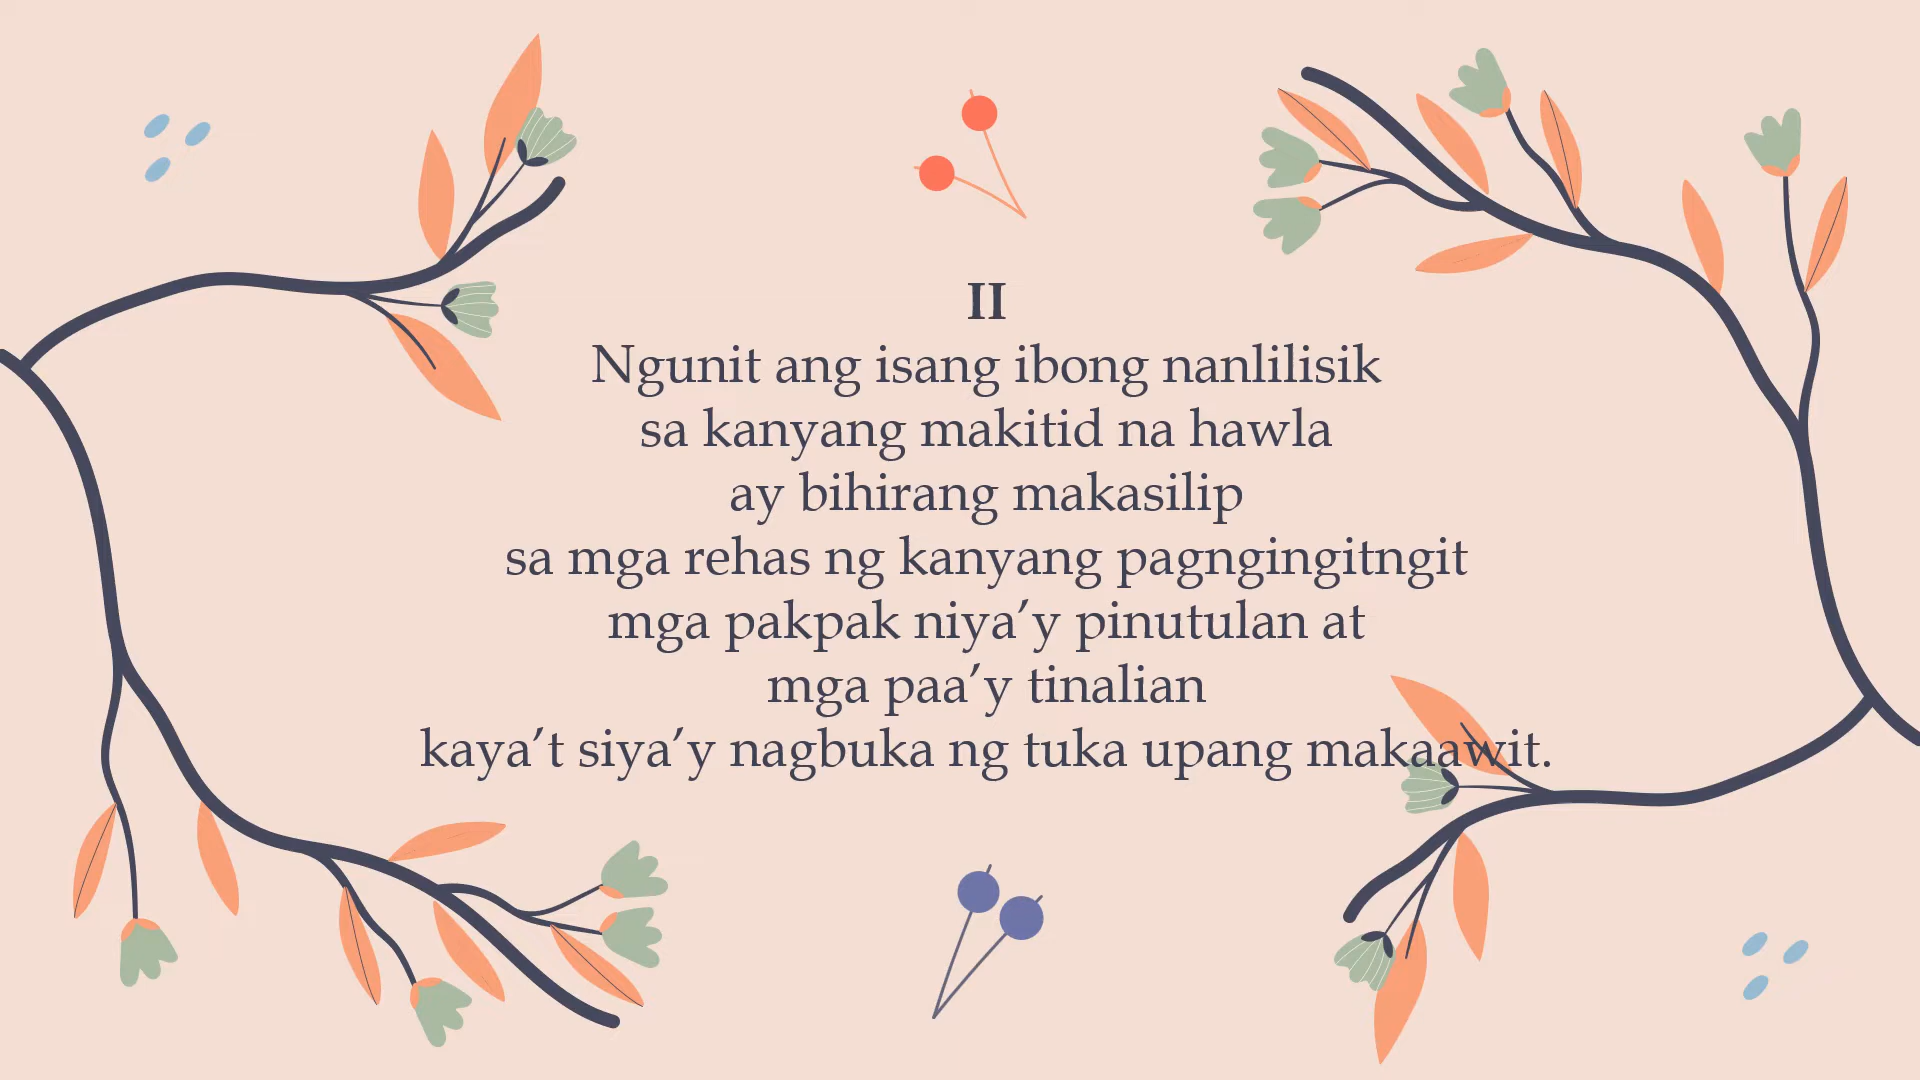 II
Ngunit ang isang ibong nanlilisik
sa kanyang makitid na hawla
ay bihirang makasilip
sa mga rehas ng kanyang pagngingitngit
mga pakpak niya’y pinutulan at
mga paa’y tinalian
kaya’t siya’y nagbuka ng tuka upang makaawit.